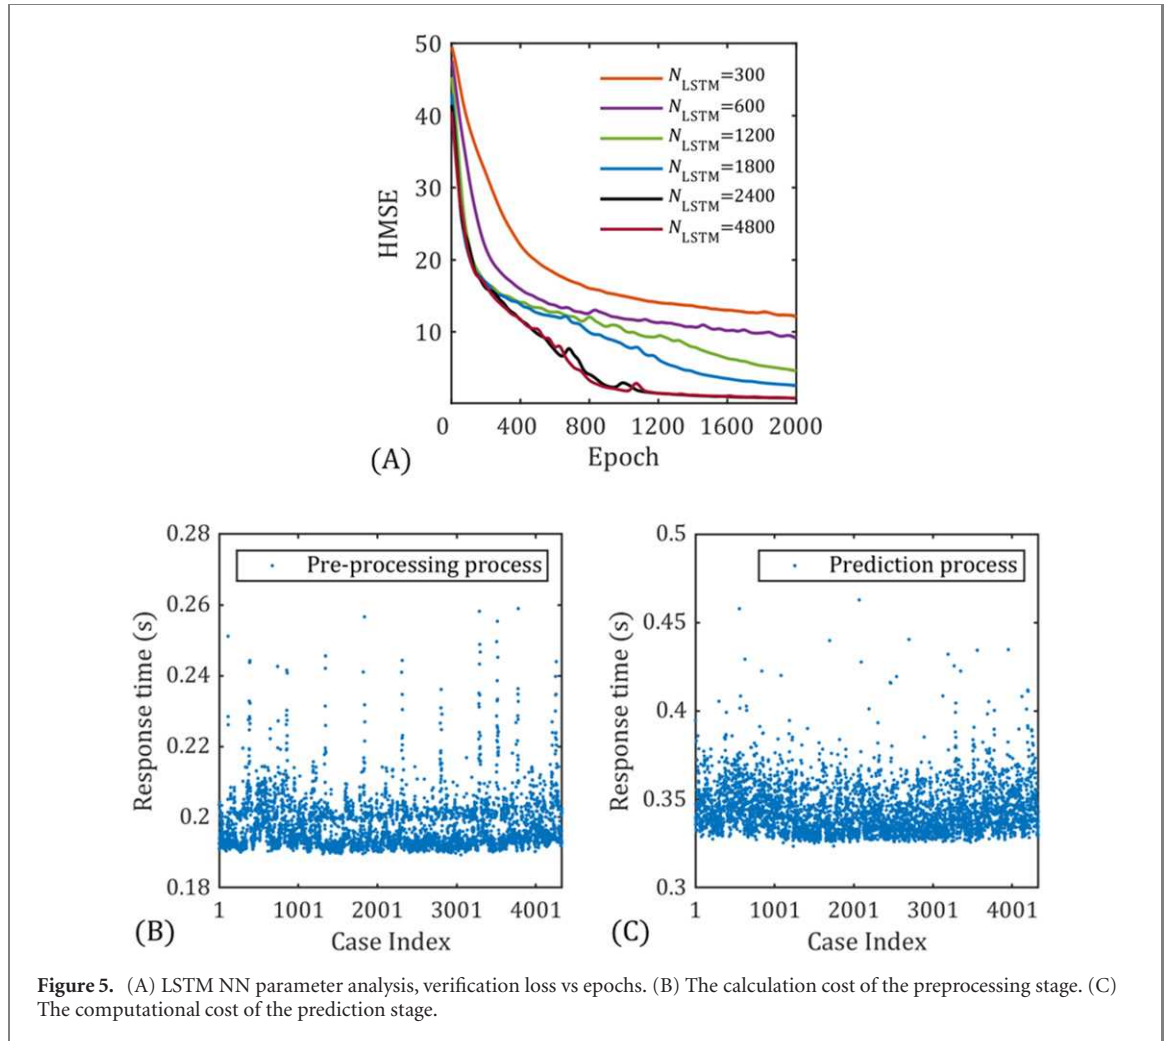 50
40
30
20
10
HMSE
N_LSTM=300
N_LSTM=600
N_LSTM=1200
N_LSTM=1800
N_LSTM=2400
N_LSTM=4800
0 400 800 1200 1600 2000
Epoch
(A)
0.28
0.26
0.24
0.22
0.2
0.18
Response time (s)
Pre-processing process
1 1001 2001 3001 4001
Case Index
(B)
0.5
0.45
0.4
0.35
0.3
Response time (s)
Prediction process
1 1001 2001 3001 4001
Case Index
(C)
Figure 5. (A) LSTM NN parameter analysis, verification loss vs epochs. (B) The calculation cost of the preprocessing stage. (C)
The computational cost of the prediction stage.